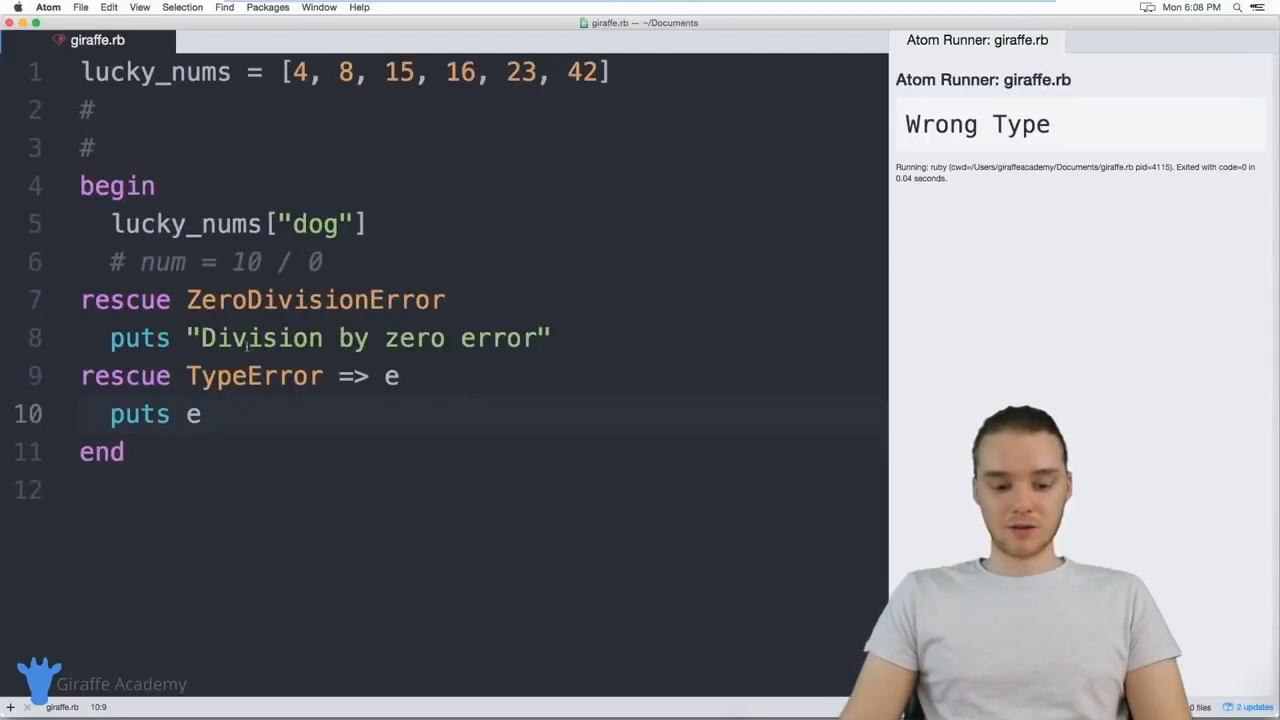 Atom File Edit View Selection Find Packages Window Help
Mon 6:08 PM
giraffe.rb — ~/Documents
giraffe.rb
1 lucky_nums = [4, 8, 15, 16, 23, 42]
2 #
3 #
4 begin
5 lucky_nums["dog"]
6 # num = 10 / 0
7 rescue ZeroDivisionError
8 puts "Division by zero error"
9 rescue TypeError => e
10 puts e
11 end
12
Atom Runner: giraffe.rb
Atom Runner: giraffe.rb
Wrong Type
Running: ruby (cwd=/Users/giraffeacademy/Documents/giraffe.rb pid=4115). Exited with code=0 in
0.04 seconds.
Giraffe Academy
giraffe.rb 10:9
0 files 2 updates